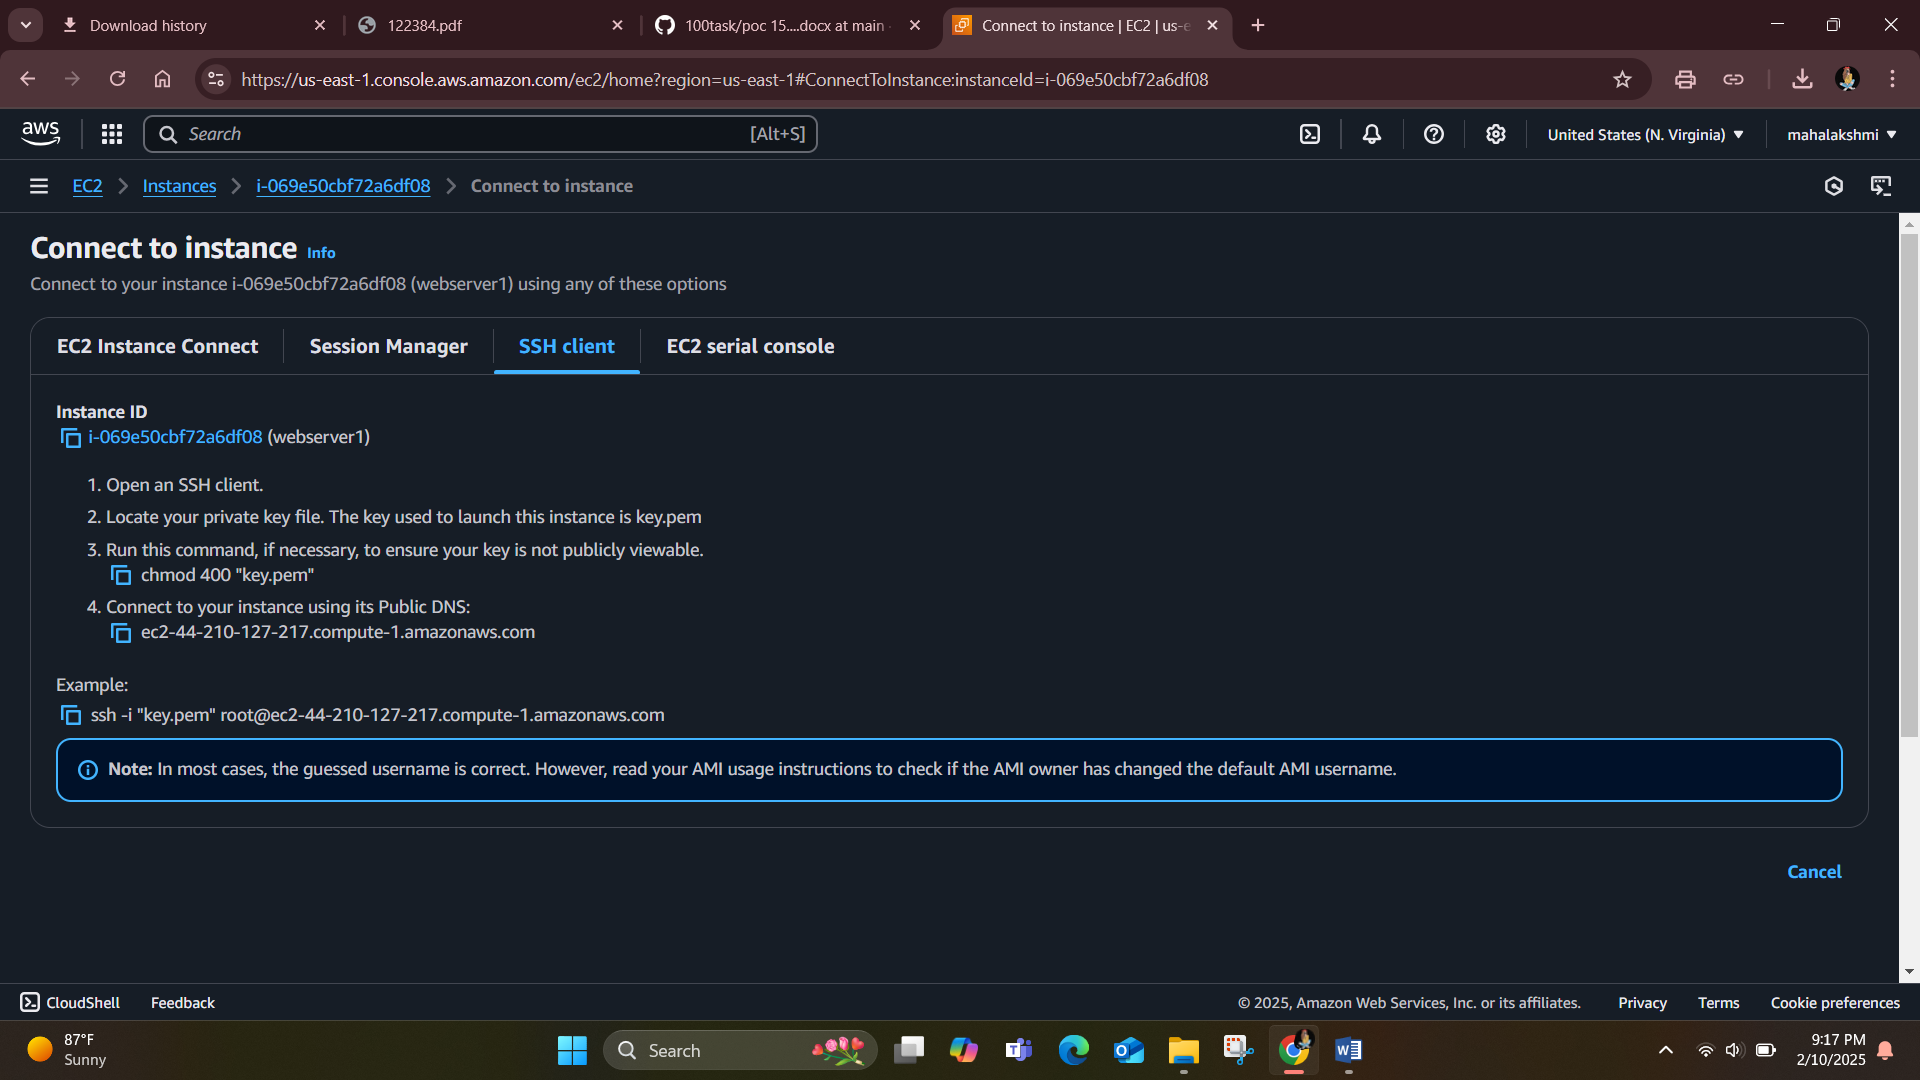 Download history
122384.pdf
100task/poc 15....docx at main
Connect to instance | EC2 | us-e
https://us-east-1.console.aws.amazon.com/ec2/home?region=us-east-1#ConnectToInstance:instanceId=i-069e50cbf72a6df08
aws
Search
[Alt+S]
United States (N. Virginia)
mahalakshmi
EC2
Instances
i-069e50cbf72a6df08
Connect to instance
Connect to instance Info
Connect to your instance i-069e50cbf72a6df08 (webserver1) using any of these options
EC2 Instance Connect
Session Manager
SSH client
EC2 serial console
Instance ID
i-069e50cbf72a6df08 (webserver1)
1. Open an SSH client.
2. Locate your private key file. The key used to launch this instance is key.pem
3. Run this command, if necessary, to ensure your key is not publicly viewable.
chmod 400 "key.pem"
4. Connect to your instance using its Public DNS:
ec2-44-210-127-217.compute-1.amazonaws.com
Example:
ssh -i "key.pem" root@ec2-44-210-127-217.compute-1.amazonaws.com
Note: In most cases, the guessed username is correct. However, read your AMI usage instructions to check if the AMI owner has changed the default AMI username.
Cancel
CloudShell
Feedback
© 2025, Amazon Web Services, Inc. or its affiliates.
Privacy
Terms
Cookie preferences
87°F
Sunny
Search
9:17 PM
2/10/2025